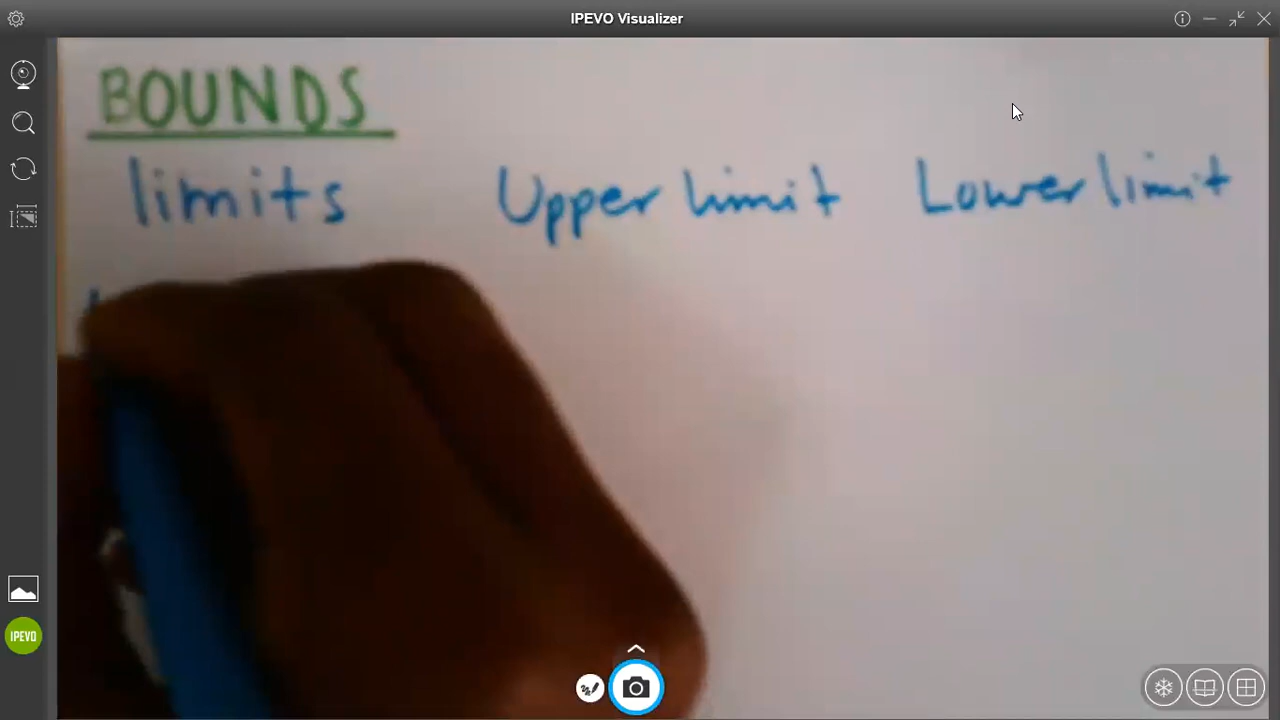 IPEVO Visualizer
BOUNDS
limits Upper limit Lower limit
IPEVO